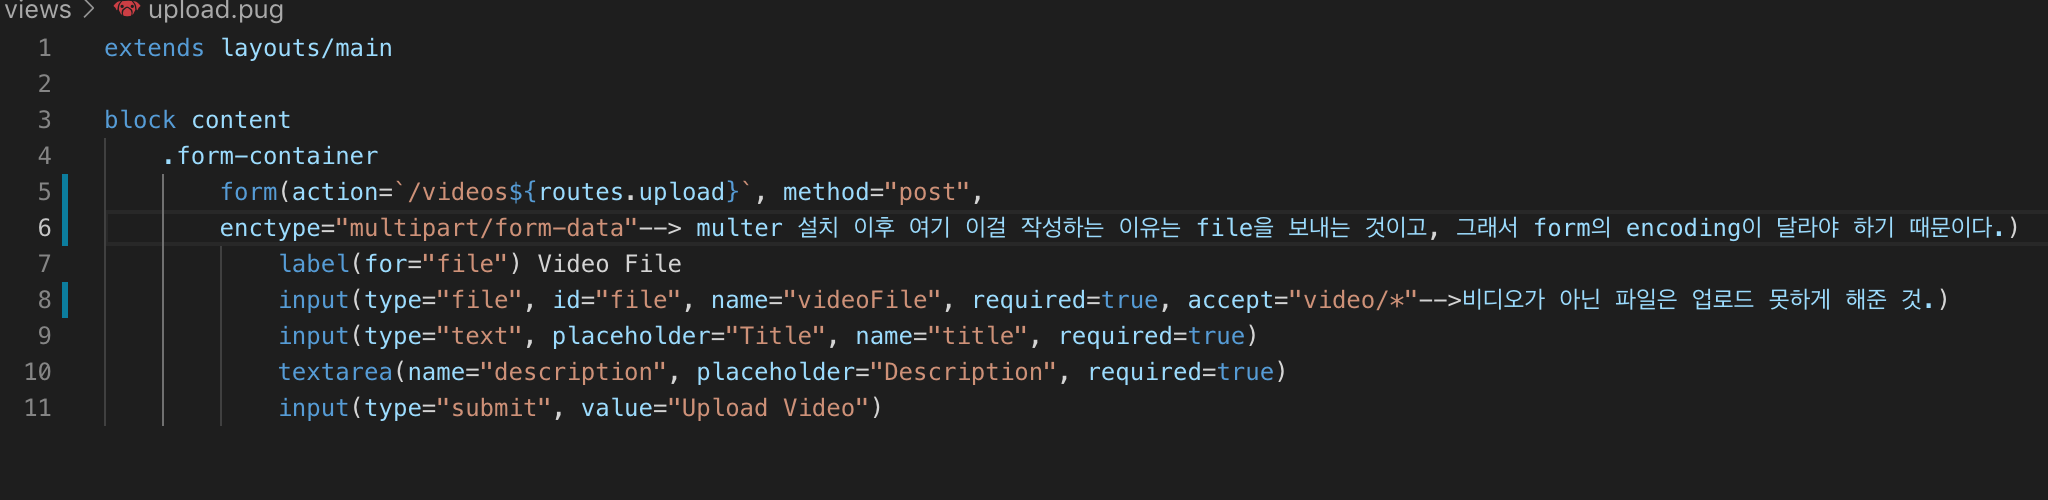 views > upload.pug
1 extends layouts/main
2
3 block content
4 .form-container
5 form(action=`/videos${routes.upload}`, method="post",
6 enctype="multipart/form-data"--> multer 설치 이후 여기 이걸 작성하는 이유는 file을 보내는 것이고, 그래서 form의 encoding이 달라야 하기 때문이다.)
7 label(for="file") Video File
8 input(type="file", id="file", name="videoFile", required=true, accept="video/*"-->비디오가 아닌 파일은 업로드 못하게 해준 것.)
9 input(type="text", placeholder="Title", name="title", required=true)
10 textarea(name="description", placeholder="Description", required=true)
11 input(type="submit", value="Upload Video")